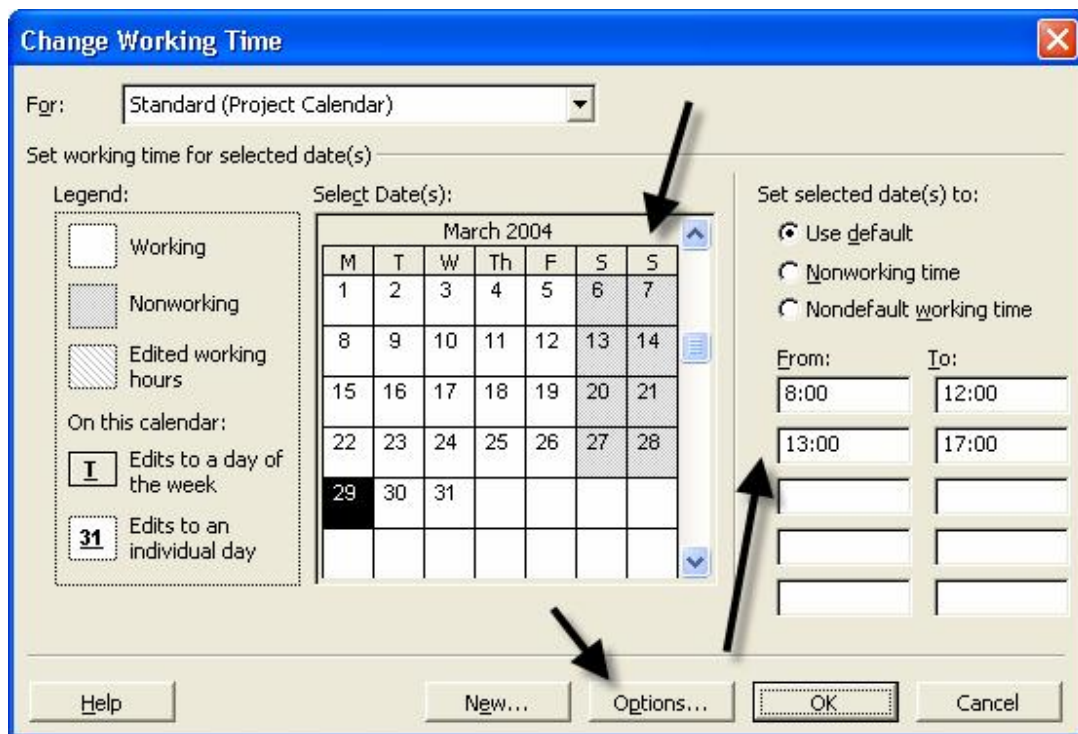 Change Working Time
For: Standard (Project Calendar)
Set working time for selected date(s)
Legend:
Working
Nonworking
Edited working
hours
On this calendar:
T Edits to a day of
the week
31 Edits to an
individual day
Select Date(s):
March 2004
M T W Th F S S
1 2 3 4 5 6 7
8 9 10 11 12 13 14
15 16 17 18 19 20 21
22 23 24 25 26 27 28
29 30 31
Set selected date(s) to:
Use default
Nonworking time
Nondefault working time
From: To:
8:00 12:00
13:00 17:00
Help New... Options... OK Cancel